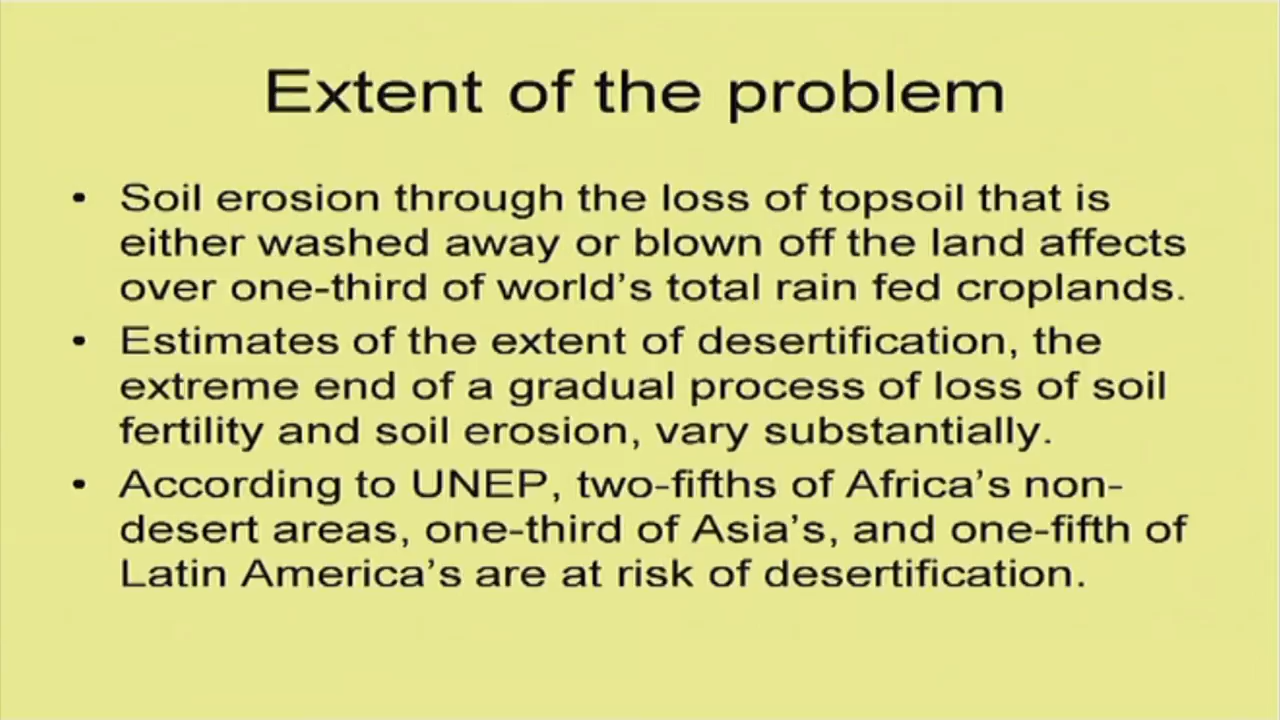 Extent of the problem
• Soil erosion through the loss of topsoil that is
either washed away or blown off the land affects
over one-third of world's total rain fed croplands.
• Estimates of the extent of desertification, the
extreme end of a gradual process of loss of soil
fertility and soil erosion, vary substantially.
• According to UNEP, two-fifths of Africa's non-
desert areas, one-third of Asia's, and one-fifth of
Latin America's are at risk of desertification.